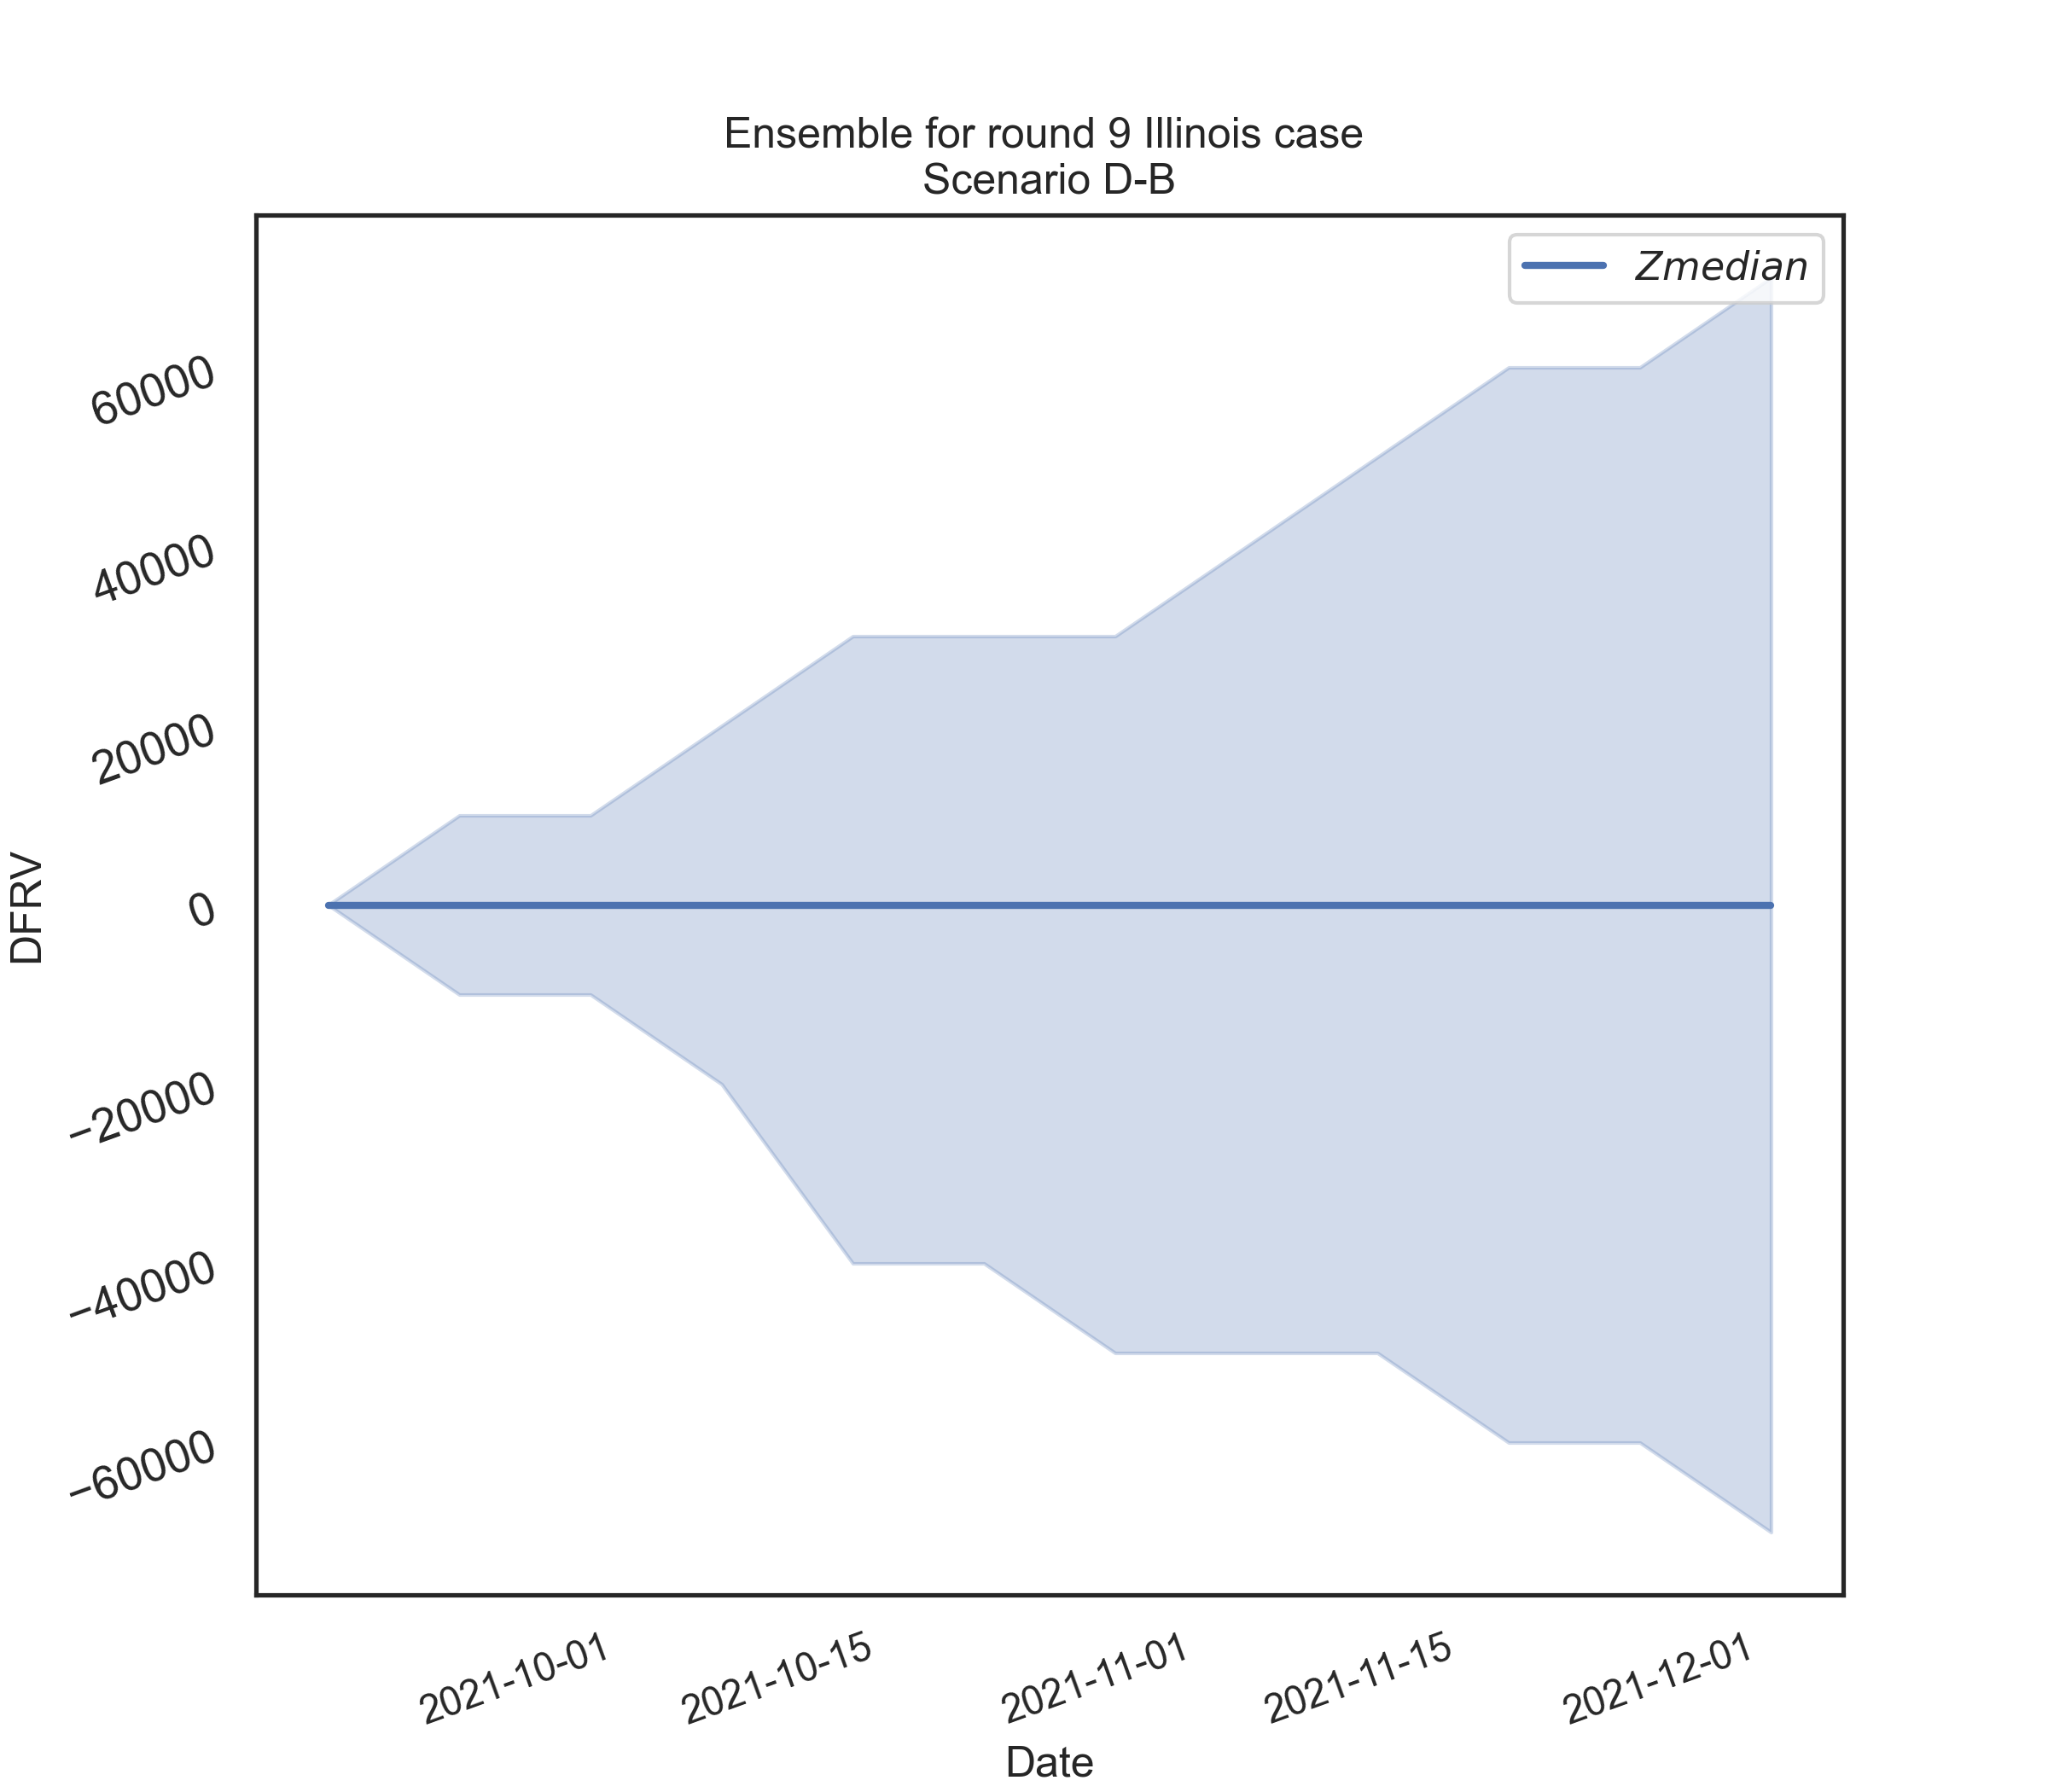 Ensemble for round 9 Illinois case
Scenario D-B
Zmedian
60000
40000
20000
0
−20000
−40000
−60000
DFRV
2021-10-01
2021-10-15
2021-11-01
2021-11-15
2021-12-01
Date